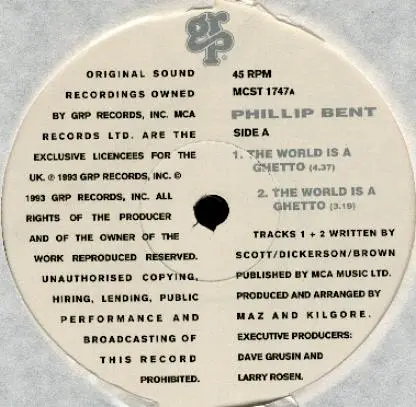 grp
ORIGINAL SOUND
RECORDINGS OWNED
BY GRP RECORDS, INC. MCA
RECORDS LTD. ARE THE
EXCLUSIVE LICENCEES FOR THE
UK. ℗ 1993 GRP RECORDS, INC. ©
1993 GRP RECORDS, INC. ALL
RIGHTS OF THE PRODUCER
AND OF THE OWNER OF THE
WORK REPRODUCED RESERVED.
UNAUTHORISED COPYING,
HIRING, LENDING, PUBLIC
PERFORMANCE AND
BROADCASTING OF
THIS RECORD
PROHIBITED.
45 RPM
MCST 1747A
PHILLIP BENT
SIDE A
1. THE WORLD IS A
GHETTO (4.37)
2. THE WORLD IS A
GHETTO (3.19)
TRACKS 1 + 2 WRITTEN BY
SCOTT/DICKERSON/BROWN
PUBLISHED BY MCA MUSIC LTD.
PRODUCED AND ARRANGED BY
MAZ AND KILGORE.
EXECUTIVE PRODUCERS:
DAVE GRUSIN AND
LARRY ROSEN.